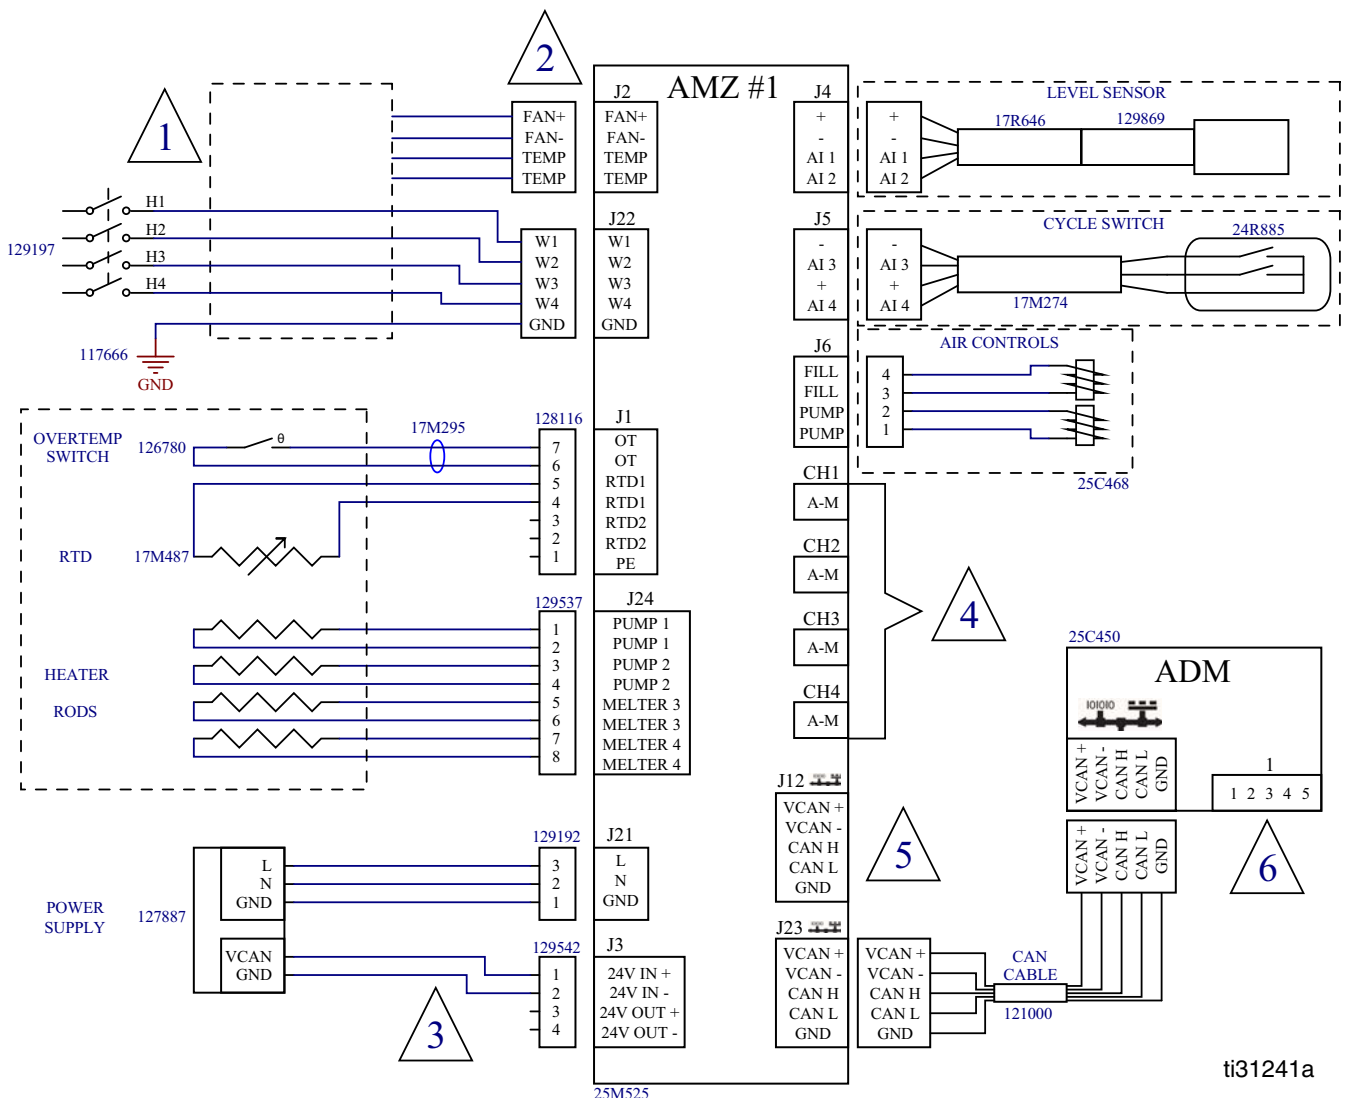 AMZ #1
1
2
FAN+
FAN-
TEMP
TEMP
J2
FAN+
FAN-
TEMP
TEMP
129197
H1
H2
H3
H4
W1
W2
W3
W4
GND
J22
W1
W2
W3
W4
GND
117666
GND
OVERTEMP
SWITCH
126780
θ
17M295
128116
7
6
5
4
3
2
1
J1
OT
OT
RTD1
RTD1
RTD2
RTD2
PE
RTD
17M487
HEATER
RODS
129537
1
2
3
4
5
6
7
8
J24
PUMP 1
PUMP 1
PUMP 2
PUMP 2
MELTER 3
MELTER 3
MELTER 4
MELTER 4
POWER
SUPPLY
127887
L
N
GND
VCAN
GND
129192
3
2
1
J21
L
N
GND
129542
1
2
3
4
J3
24V IN +
24V IN -
24V OUT +
24V OUT -
3
25M525
J4
+
-
AI 1
AI 2
+
-
AI 1
AI 2
LEVEL SENSOR
17R646
129869
J5
-
AI 3
+
AI 4
-
AI 3
+
AI 4
CYCLE SWITCH
24R885
17M274
J6
FILL
FILL
PUMP
PUMP
4
3
2
1
AIR CONTROLS
25C468
CH1
A-M
CH2
A-M
CH3
A-M
CH4
A-M
4
J12
VCAN +
VCAN -
CAN H
CAN L
GND
5
J23
VCAN +
VCAN -
CAN H
CAN L
GND
VCAN +
VCAN -
CAN H
CAN L
GND
CAN
CABLE
121000
25C450
ADM
IOIOIO
VCAN +
VCAN -
CAN H
CAN L
GND
1
1 2 3 4 5
VCAN +
VCAN -
CAN H
CAN L
GND
6
ti31241a